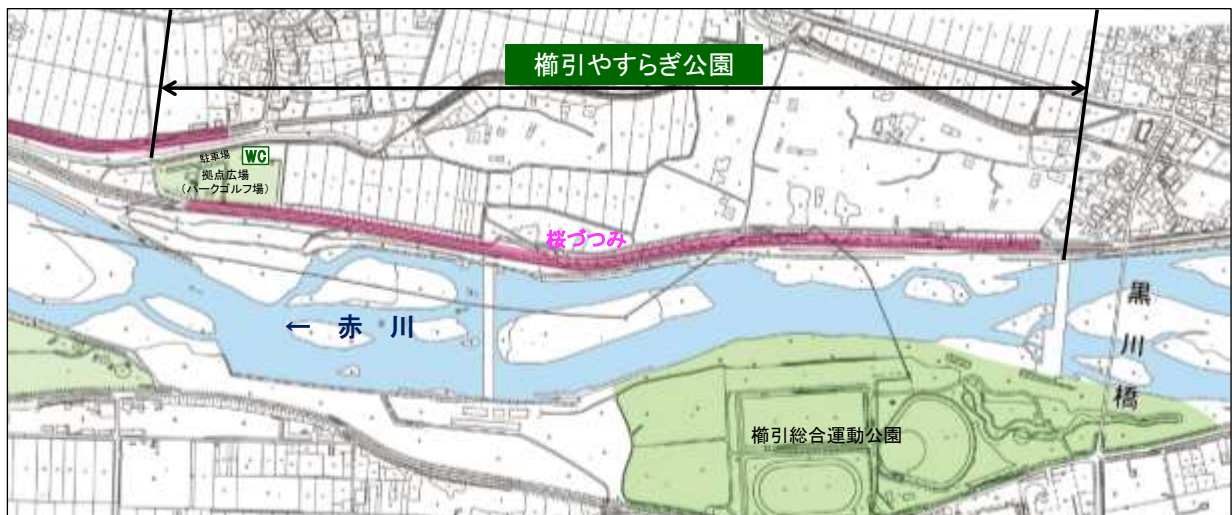 櫛引やすらぎ公園
駐車場 WC
拠点広場
(パークゴルフ場)
桜づつみ
← 赤 川
黒川橋
櫛引総合運動公園